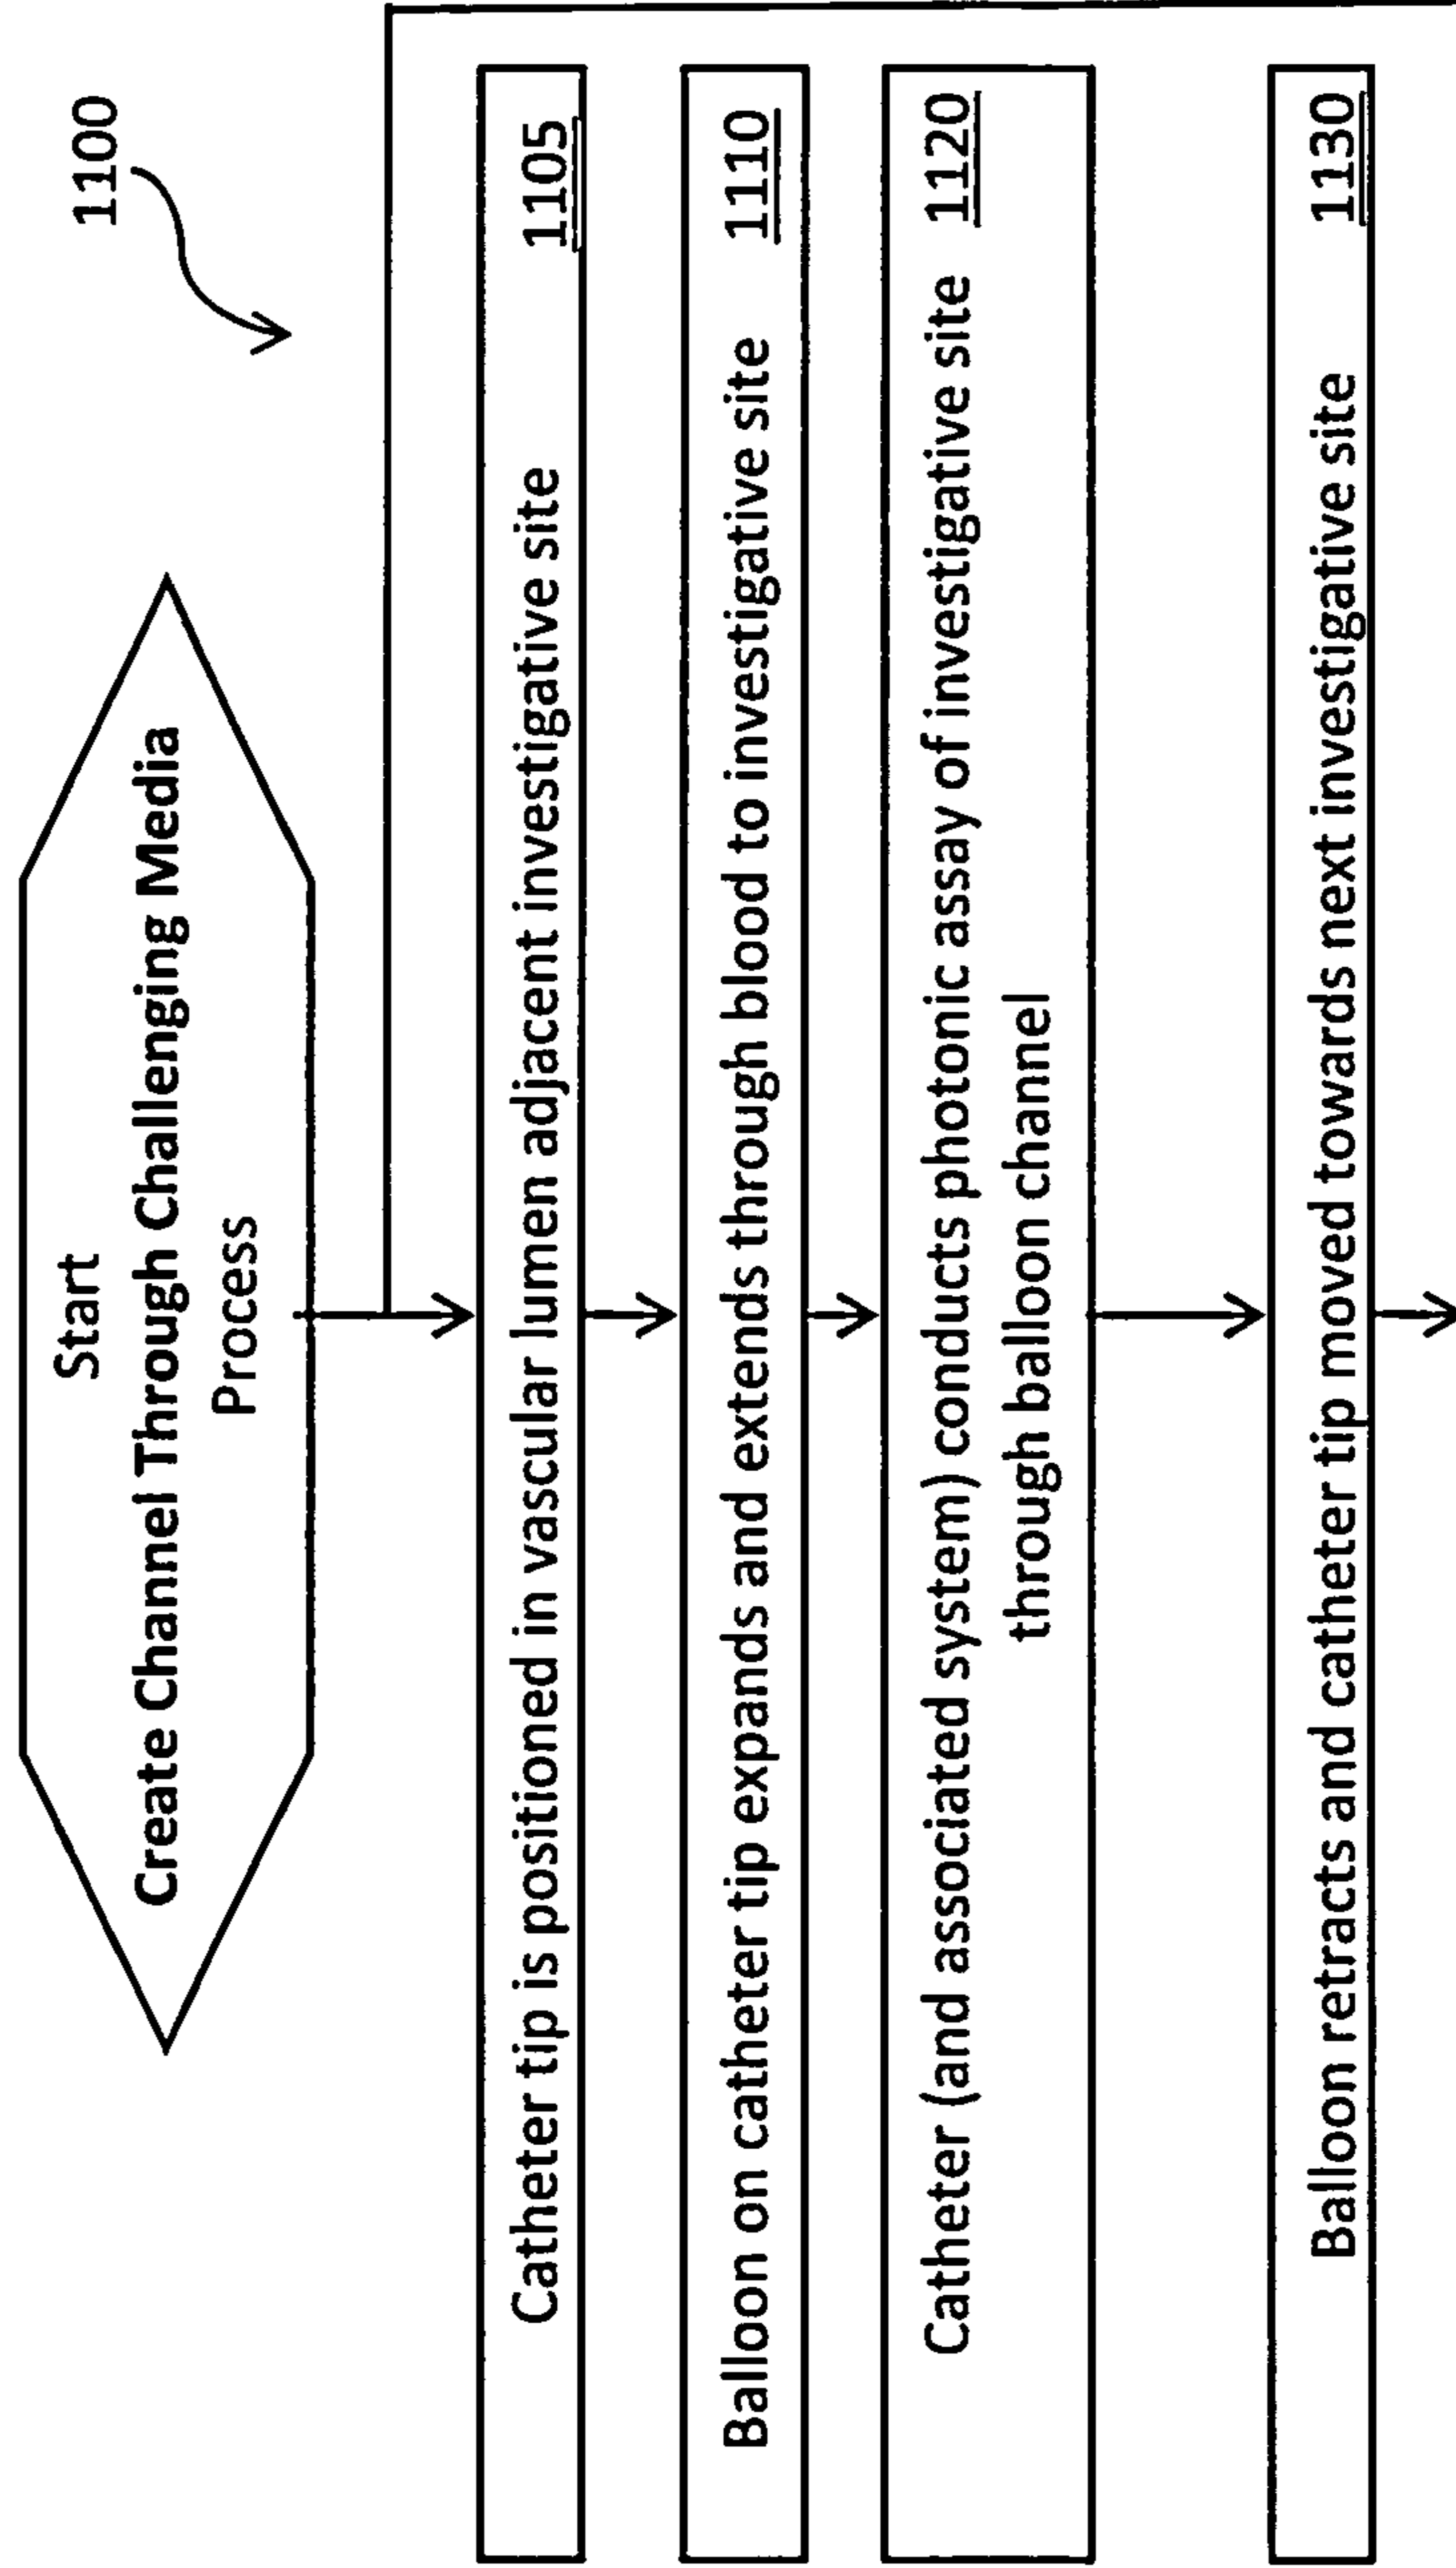 1100
Start
Create Channel Through Challenging Media
Process
Catheter tip is positioned in vascular lumen adjacent investigative site 1105
Balloon on catheter tip expands and extends through blood to investigative site 1110
Catheter (and associated system) conducts photonic assay of investigative site 1120
through balloon channel
Balloon retracts and catheter tip moved towards next investigative site 1130